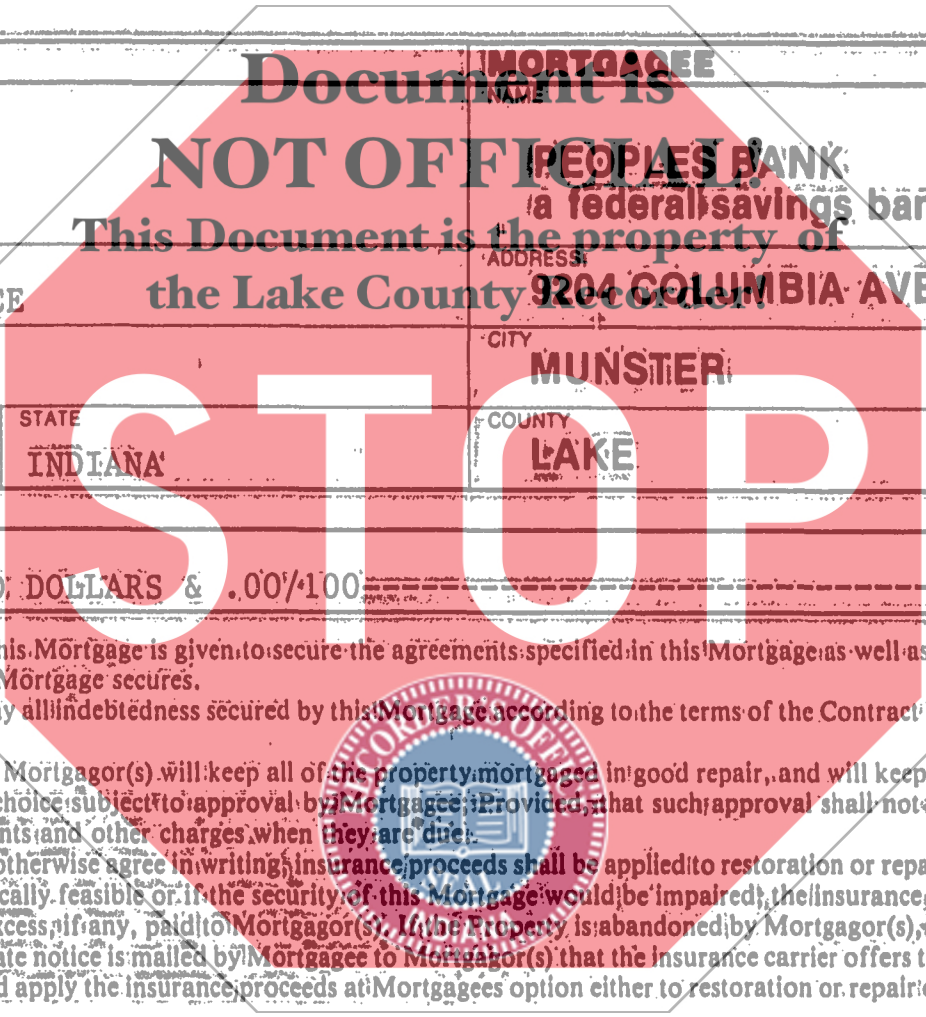 Document is
NOT OFFICIAL!
This Document is the property of
the Lake County Recorder!
STOP
MORTGAGEE
NAME
PEOPLES BANK
a federal savings ban
ADDRESS
CE 9204 COLUMBIA AVE
CITY
MUNSTER
STATE COUNTY
INDIANA LAKE
DOLLARS & .00/100
his Mortgage is given to secure the agreements specified in this Mortgage as well as
Mortgage secures.
y all indebtedness secured by this Mortgage according to the terms of the Contract
Mortgagor(s) will keep all of the property mortgaged in good repair, and will keep
choice subject to approval by Mortgagee. Provided, that such approval shall not
nts and other charges when they are due.
otherwise agree in writing, insurance proceeds shall be applied to restoration or repa
cally feasible or if the security of this Mortgage would be impaired, the insurance
xcess, if any, paid to Mortgagor(s). If the Property is abandoned by Mortgagor(s),
ate notice is mailed by Mortgagee to Mortgagor(s) that the insurance carrier offers t
d apply the insurance proceeds at Mortgagees option either to restoration or repair
RECORDER'S OFFICE
INDIANA